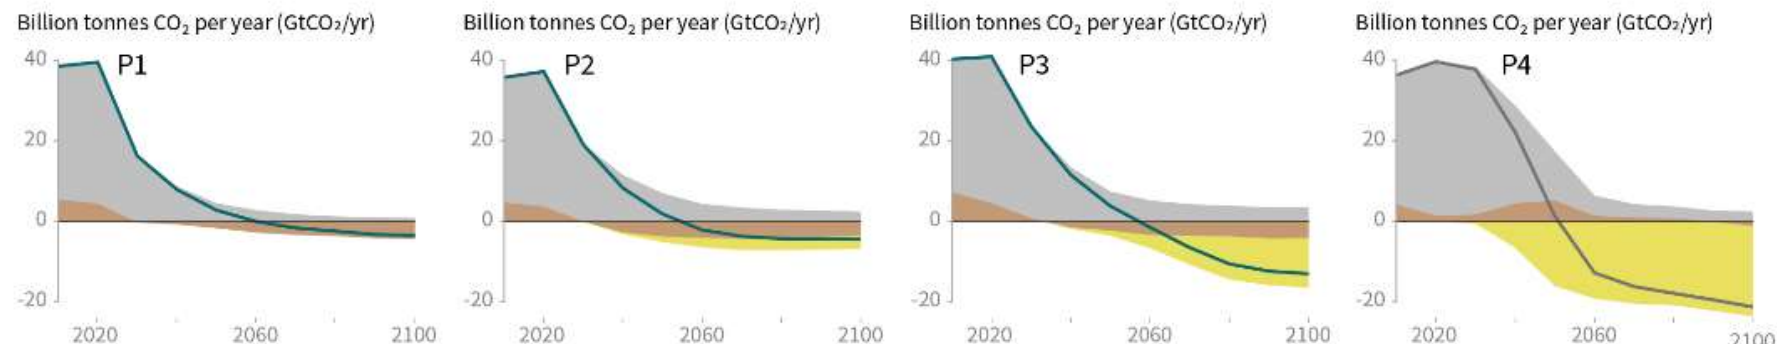 Billion tonnes CO₂ per year (GtCO₂/yr) Billion tonnes CO₂ per year (GtCO₂/yr) Billion tonnes CO₂ per year (GtCO₂/yr) Billion tonnes CO₂ per year (GtCO₂/yr)
40 P1 40 P2 40 P3 40 P4
20 20 20 20
0 0 0 0
-20 -20 -20 -20
2020 2060 2100 2020 2060 2100 2020 2060 2100 2020 2060 2100